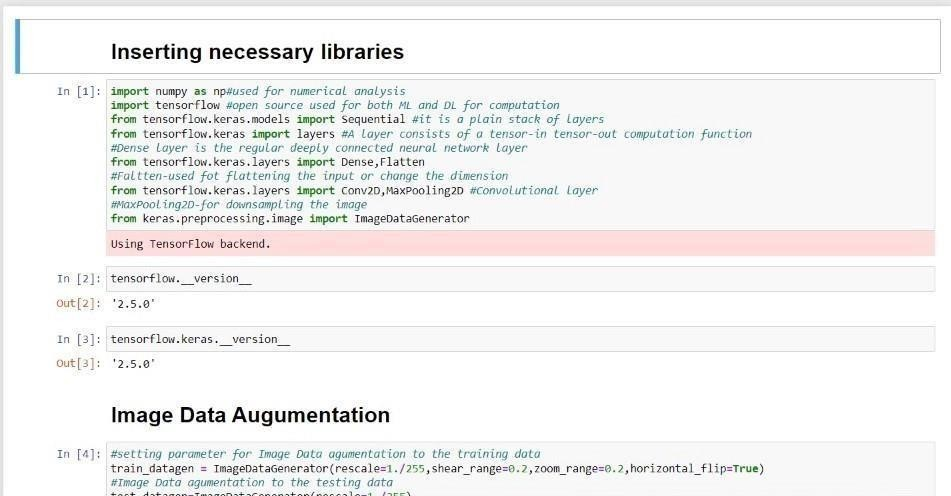 Inserting necessary libraries
In [1]: import numpy as np#used for numerical analysis
import tensorflow #open source used for both ML and DL for computation
from tensorflow.keras.models import Sequential #it is a plain stack of layers
from tensorflow.keras import layers #A layer consists of a tensor-in tensor-out computation function
#Dense layer is the regular deeply connected neural network layer
from tensorflow.keras.layers import Dense,Flatten
#Faltten-used fot flattening the input or change the dimension
from tensorflow.keras.layers import Conv2D,MaxPooling2D #Convolutional layer
#MaxPooling2D-for downsampling the image
from keras.preprocessing.image import ImageDataGenerator
Using TensorFlow backend.
In [2]: tensorflow.__version__
Out[2]: '2.5.0'
In [3]: tensorflow.keras.__version__
Out[3]: '2.5.0'
Image Data Augumentation
In [4]: #setting parameter for Image Data agumentation to the training data
train_datagen = ImageDataGenerator(rescale=1./255,shear_range=0.2,zoom_range=0.2,horizontal_flip=True)
#Image Data agumentation to the testing data
test_datagen=ImageDataGenerator(rescale=1./255)